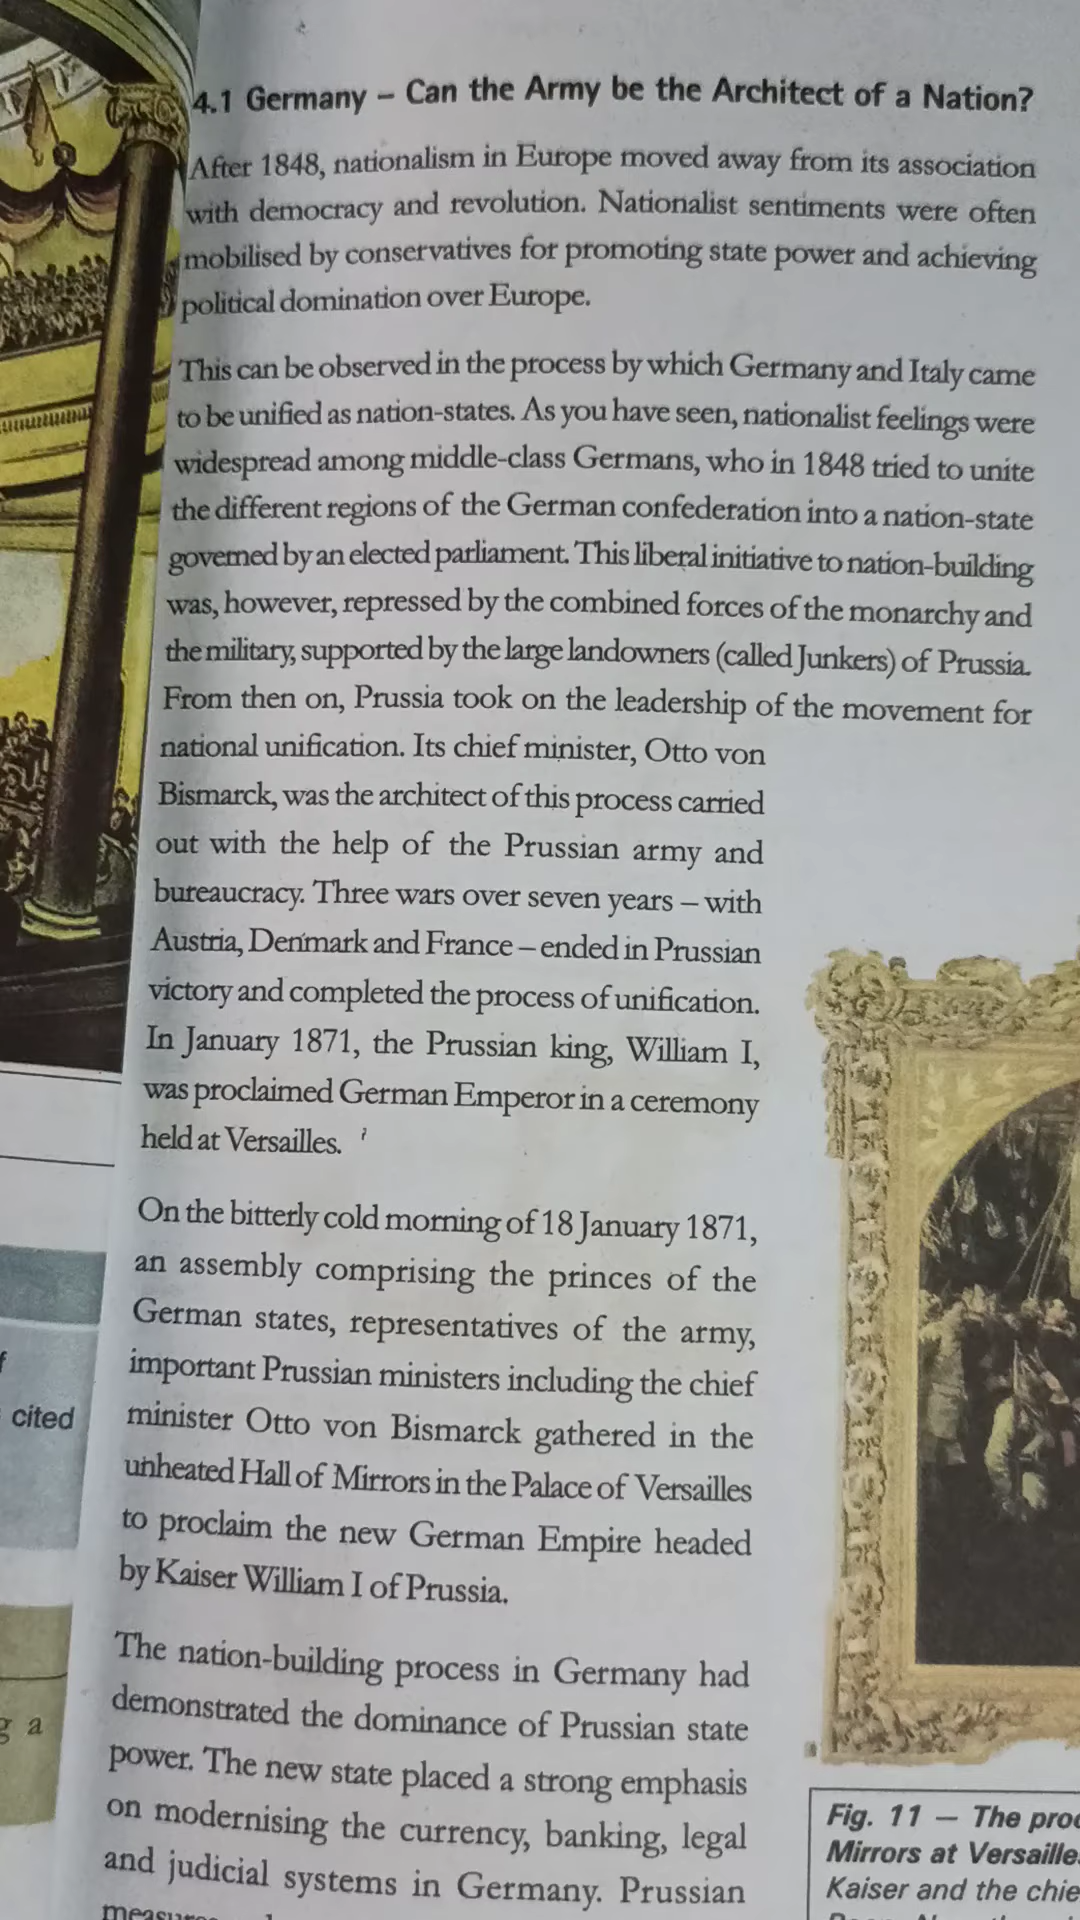 4.1 Germany – Can the Army be the Architect of a Nation?
After 1848, nationalism in Europe moved away from its association
with democracy and revolution. Nationalist sentiments were often
mobilised by conservatives for promoting state power and achieving
political domination over Europe.
This can be observed in the process by which Germany and Italy came
to be unified as nation-states. As you have seen, nationalist feelings were
widespread among middle-class Germans, who in 1848 tried to unite
the different regions of the German confederation into a nation-state
governed by an elected parliament. This liberal initiative to nation-building
was, however, repressed by the combined forces of the monarchy and
the military, supported by the large landowners (called Junkers) of Prussia.
From then on, Prussia took on the leadership of the movement for
national unification. Its chief minister, Otto von
Bismarck, was the architect of this process carried
out with the help of the Prussian army and
bureaucracy. Three wars over seven years – with
Austria, Denmark and France – ended in Prussian
victory and completed the process of unification.
In January 1871, the Prussian king, William I,
was proclaimed German Emperor in a ceremony
held at Versailles.
On the bitterly cold morning of 18 January 1871,
an assembly comprising the princes of the
German states, representatives of the army,
important Prussian ministers including the chief
minister Otto von Bismarck gathered in the
unheated Hall of Mirrors in the Palace of Versailles
to proclaim the new German Empire headed
by Kaiser William I of Prussia.
The nation-building process in Germany had
demonstrated the dominance of Prussian state
power. The new state placed a strong emphasis
on modernising the currency, banking, legal
and judicial systems in Germany. Prussian
cited
g a
Fig. 11 — The proc
Mirrors at Versaille
Kaiser and the chie